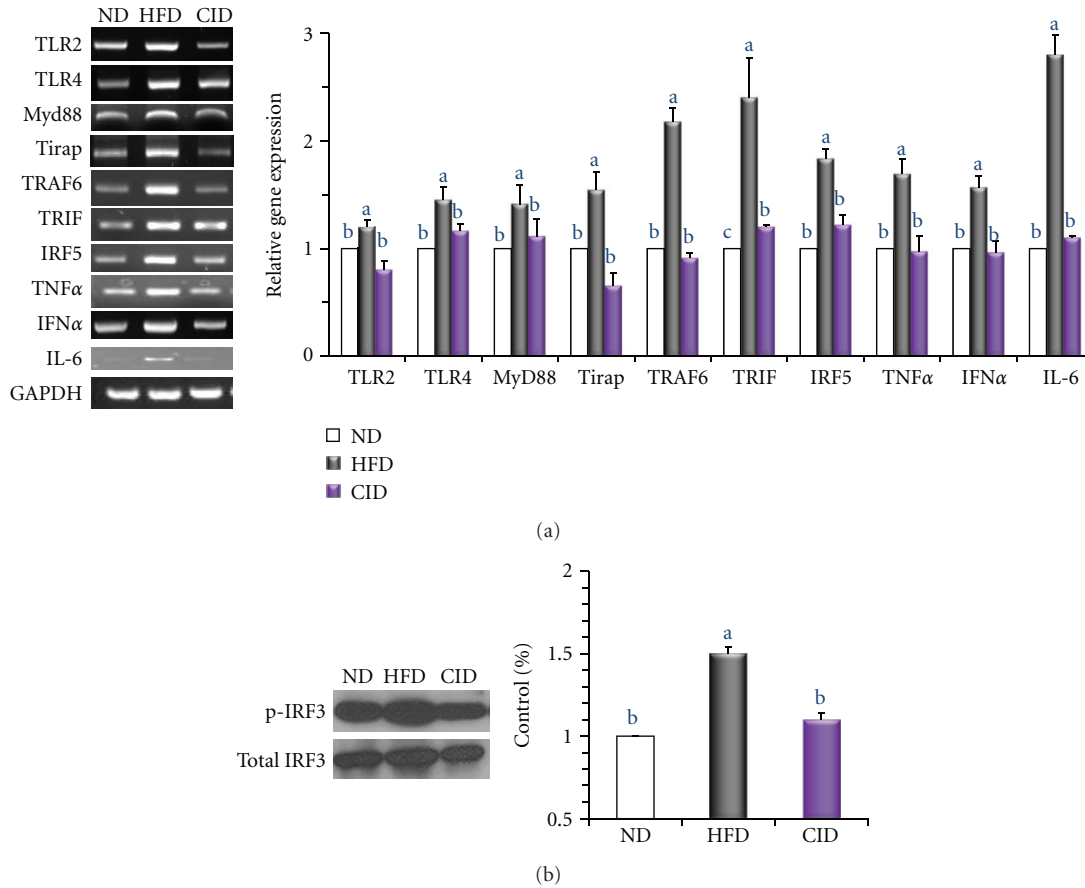 ND HFD CID
TLR2
TLR4
Myd88
Tirap
TRAF6
TRIF
IRF5
TNFα
IFNα
IL-6
GAPDH
Relative gene expression
3
2
1
0
b a b
b a b
b a b
b a b
b a b
c a b
b a b
b a b
b a b
b a b
TLR2 TLR4 MyD88 Tirap TRAF6 TRIF IRF5 TNFα IFNα IL-6
ND
HFD
CID
(a)
ND HFD CID
p-IRF3
Total IRF3
Control (%)
2
1.5
1
0.5
b a b
ND HFD CID
(b)